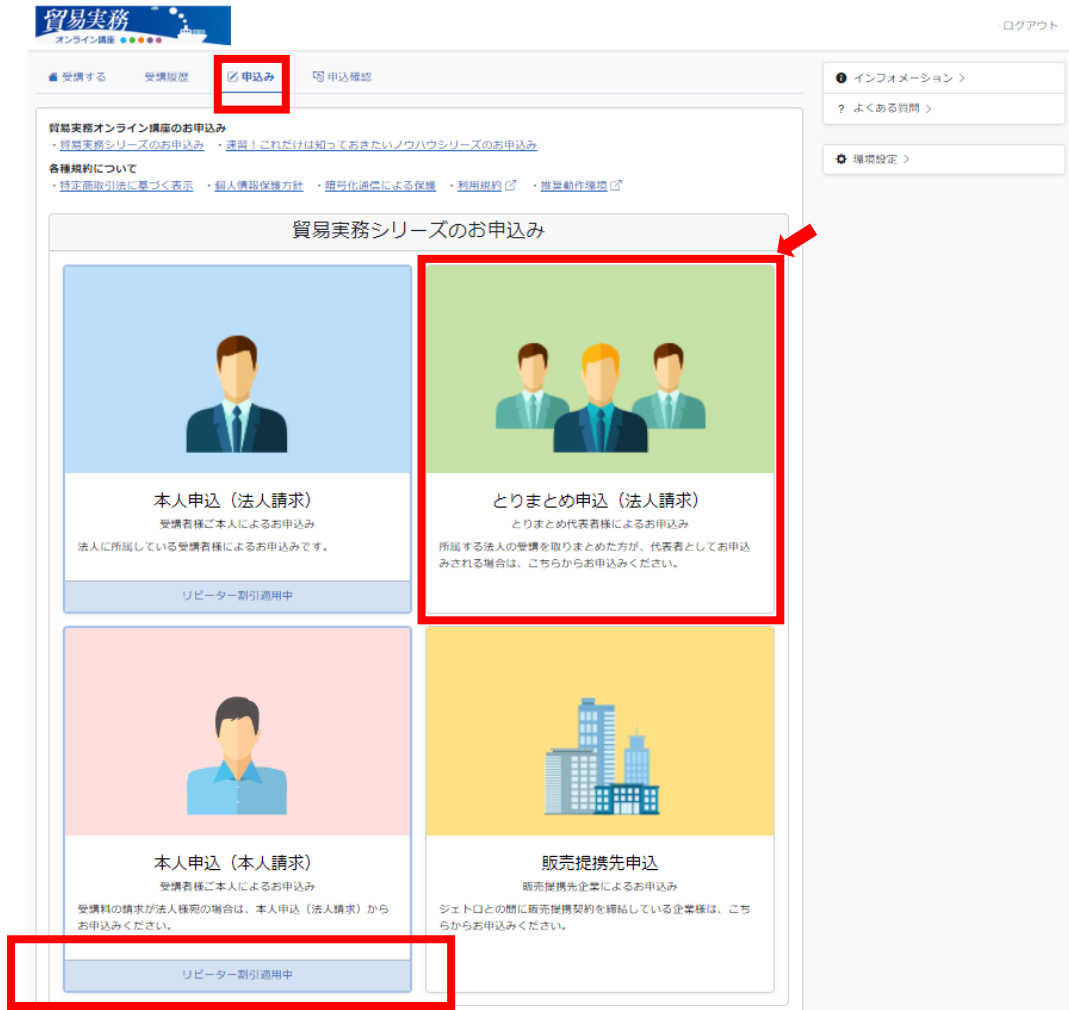 貿易実務
オンライン講座
ログアウト
受講する 受講履歴 申込み 申込確認
インフォメーション
? よくある質問
環境設定
貿易実務オンライン講座のお申込み
・貿易実務シリーズのお申込み ・速習！これだけは知っておきたいノウハウシリーズのお申込み
各種規約について
・特定商取引法に基づく表示 ・個人情報保護方針 ・暗号化通信による保護 ・利用規約 ・推奨動作環境
貿易実務シリーズのお申込み
本人申込（法人請求）
受講者様ご本人によるお申込み
法人に所属している受講者様によるお申込みです。
リピーター割引適用中
とりまとめ申込（法人請求）
とりまとめ代表者様によるお申込み
所属する法人の受講を取りまとめた方が、代表者としてお申込
みされる場合は、こちらからお申込みください。
本人申込（本人請求）
受講者様ご本人によるお申込み
受講料の請求が法人様宛の場合は、本人申込（法人請求）から
お申込みください。
リピーター割引適用中
販売提携先申込
販売提携先企業によるお申込み
ジェトロとの間に販売提携契約を締結している企業様は、こち
らからお申込みください。